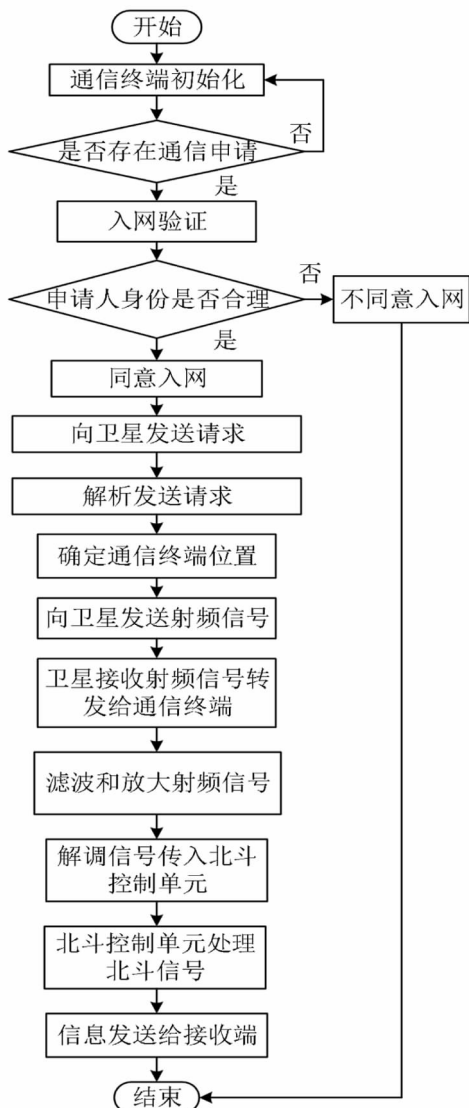 开始
通信终端初始化
否
是否存在通信申请
是
入网验证
否
申请人身份是否合理
不同意入网
是
同意入网
向卫星发送请求
解析发送请求
确定通信终端位置
向卫星发送射频信号
卫星接收射频信号转
发给通信终端
滤波和放大射频信号
解调信号传入北斗
控制单元
北斗控制单元处理
北斗信号
信息发送给接收端
结束